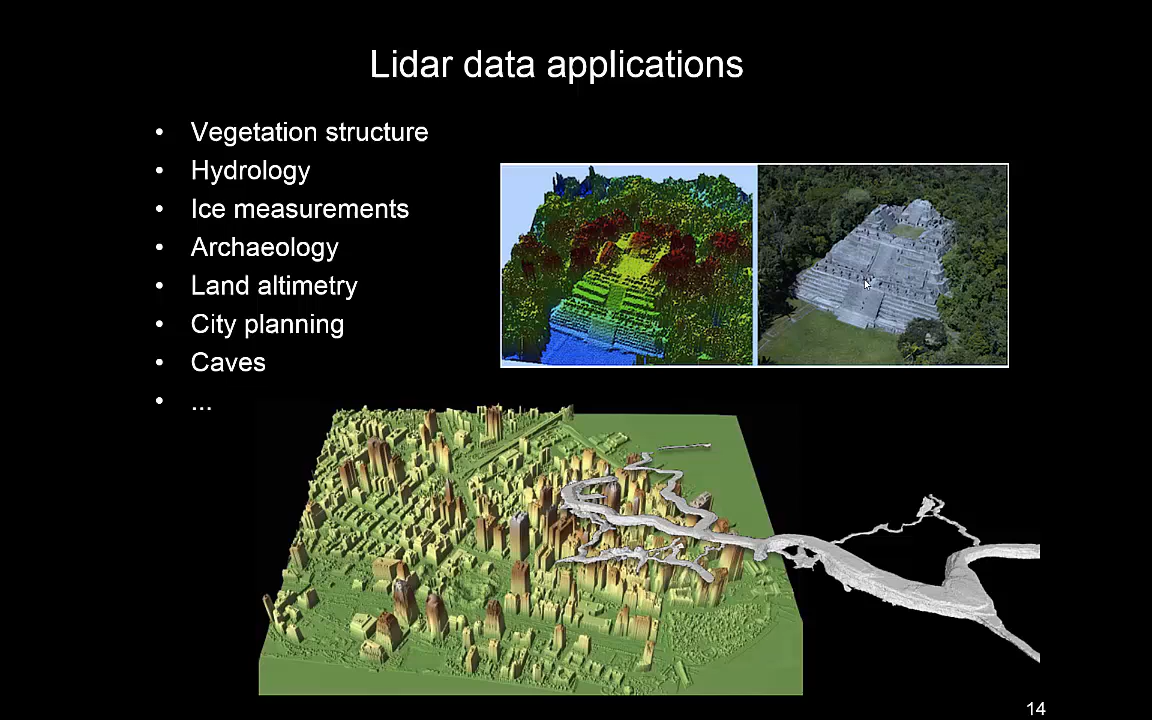 Lidar data applications
• Vegetation structure
• Hydrology
• Ice measurements
• Archaeology
• Land altimetry
• City planning
• Caves
• ...
14